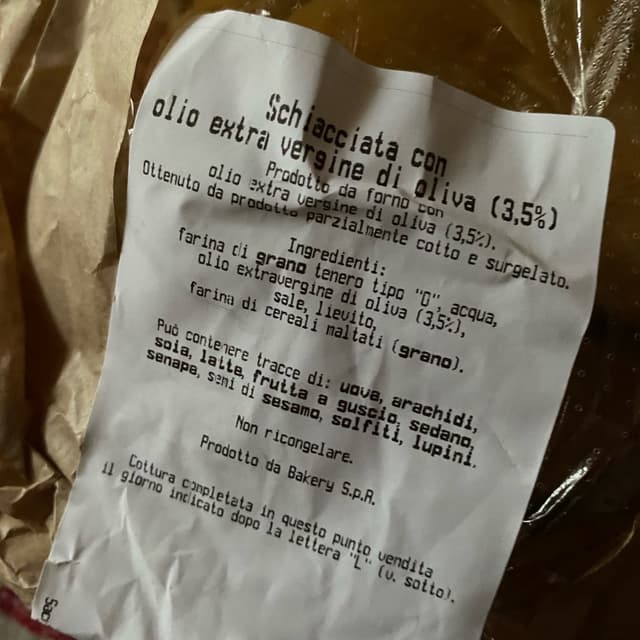 Schiacciata con
olio extra vergine di oliva (3,5%)
Prodotto da forno con
olio extra vergine di oliva (3,5%).
Ottenuto da prodotto parzialmente cotto e surgelato.
Ingredienti:
farina di grano tenero tipo "0", acqua,
olio extravergine di oliva (3,5%),
sale, lievito,
farina di cereali maltati (grano).
Può contenere tracce di: uova, arachidi,
soia, latte, frutta a guscio, sedano,
senape, semi di sesamo, solfiti, lupini.
Non ricongelare.
Prodotto da Bakery S.p.A.
Cottura completata in questo punto vendita
il giorno indicato dopo la lettera "L" (v. sotto).